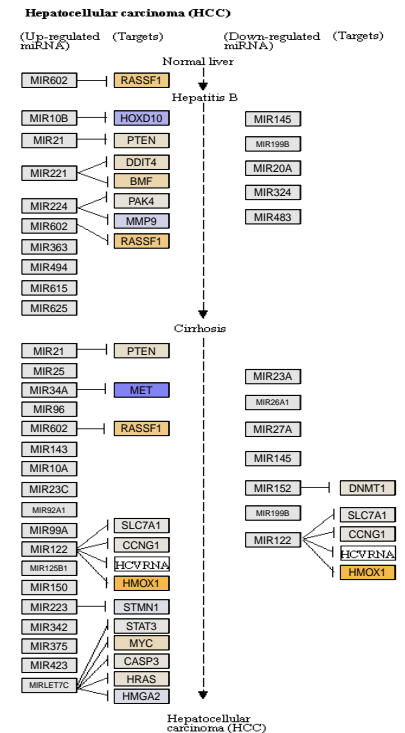 Hepatocellular carcinoma (HCC)
(Up-regulated miRNA) (Targets) (Down-regulated miRNA) (Targets)
Normal liver
MIR602 RASSF1
Hepatitis B
MIR10B HOXD10 MIR145
MIR21 PTEN MIR199B
MIR221 DDIT4 MIR20A
BMF
MIR224 PAK4 MIR324
MIR602 MMP9 MIR483
MIR363 RASSF1
MIR494
MIR615
MIR625
Cirrhosis
MIR21 PTEN
MIR25 MIR23A
MIR34A MET
MIR96 MIR26A1
MIR602 RASSF1 MIR27A
MIR143
MIR10A MIR145
MIR23C MIR152 DNMT1
MIR92A1 MIR199B SLC7A1
MIR99A SLC7A1 CCNG1
MIR122 CCNG1 MIR122
MIR125B1 HCVRNA HCVRNA
MIR150 HMOX1 HMOX1
MIR223 STMN1
MIR342 STAT3
MIR375 MYC
MIR423 CASP3
MIRLET7C HRAS
HMGA2
Hepatocellular
carcinoma (HCC)